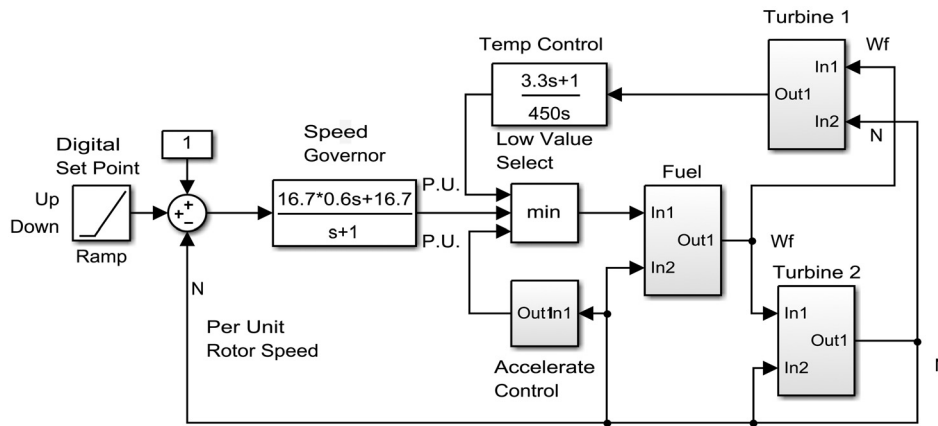 Turbine 1
Temp Control
Wf
3.3s+1
450s
In1
Out1
In2
N
Low Value
Select
Speed
Governor
Digital
Set Point
1
Up
Down
Ramp
+
+
−
16.7*0.6s+16.7
s+1
P.U.
P.U.
min
Fuel
In1
Out1
In2
Wf
Turbine 2
In1
Out1
In2
N
Per Unit
Rotor Speed
Out1
In1
Accelerate
Control